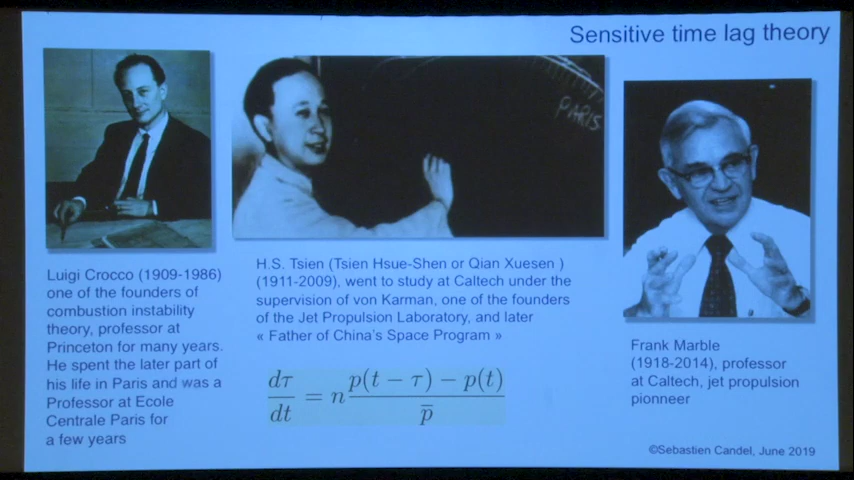 Sensitive time lag theory
PARIS
Luigi Crocco (1909-1986)
one of the founders of
combustion instability
theory, professor at
Princeton for many years.
He spent the later part of
his life in Paris and was a
Professor at Ecole
Centrale Paris for
a few years
H.S. Tsien (Tsien Hsue-Shen or Qian Xuesen )
(1911-2009), went to study at Caltech under the
supervision of von Karman, one of the founders
of the Jet Propulsion Laboratory, and later
« Father of China's Space Program »
dτ/dt = n (p(t − τ) − p(t))/p̅
Frank Marble
(1918-2014), professor
at Caltech, jet propulsion
pionneer
©Sebastien Candel, June 2019